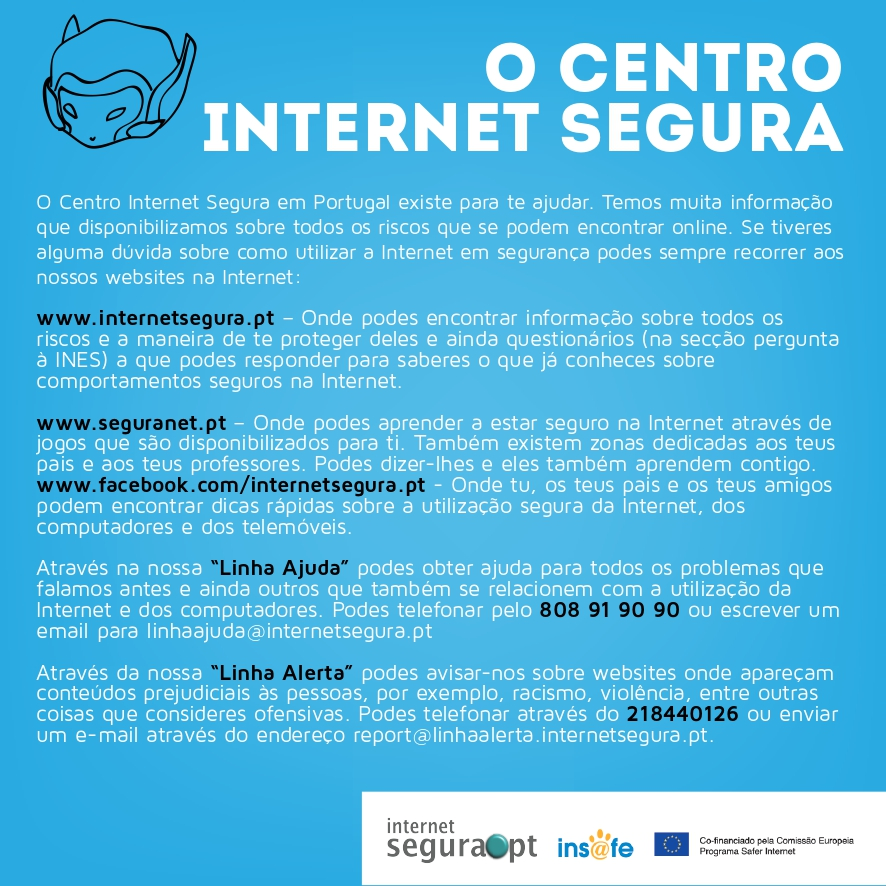 O CENTRO
INTERNET SEGURA
O Centro Internet Segura em Portugal existe para te ajudar. Temos muita informação
que disponibilizamos sobre todos os riscos que se podem encontrar online. Se tiveres
alguma dúvida sobre como utilizar a Internet em segurança podes sempre recorrer aos
nossos websites na Internet:
www.internetsegura.pt – Onde podes encontrar informação sobre todos os
riscos e a maneira de te proteger deles e ainda questionários (na secção pergunta
à INES) a que podes responder para saberes o que já conheces sobre
comportamentos seguros na Internet.
www.seguranet.pt – Onde podes aprender a estar seguro na Internet através de
jogos que são disponibilizados para ti. Também existem zonas dedicadas aos teus
pais e aos teus professores. Podes dizer-lhes e eles também aprendem contigo.
www.facebook.com/internetsegura.pt - Onde tu, os teus pais e os teus amigos
podem encontrar dicas rápidas sobre a utilização segura da Internet, dos
computadores e dos telemóveis.
Através na nossa “Linha Ajuda” podes obter ajuda para todos os problemas que
falamos antes e ainda outros que também se relacionem com a utilização da
Internet e dos computadores. Podes telefonar pelo 808 91 90 90 ou escrever um
email para linhaajuda@internetsegura.pt
Através da nossa “Linha Alerta” podes avisar-nos sobre websites onde apareçam
conteúdos prejudiciais às pessoas, por exemplo, racismo, violência, entre outras
coisas que consideres ofensivas. Podes telefonar através do 218440126 ou enviar
um e-mail através do endereço report@linhaalerta.internetsegura.pt.
internet
segura pt
ins@fe
Co-financiado pela Comissão Europeia
Programa Safer Internet